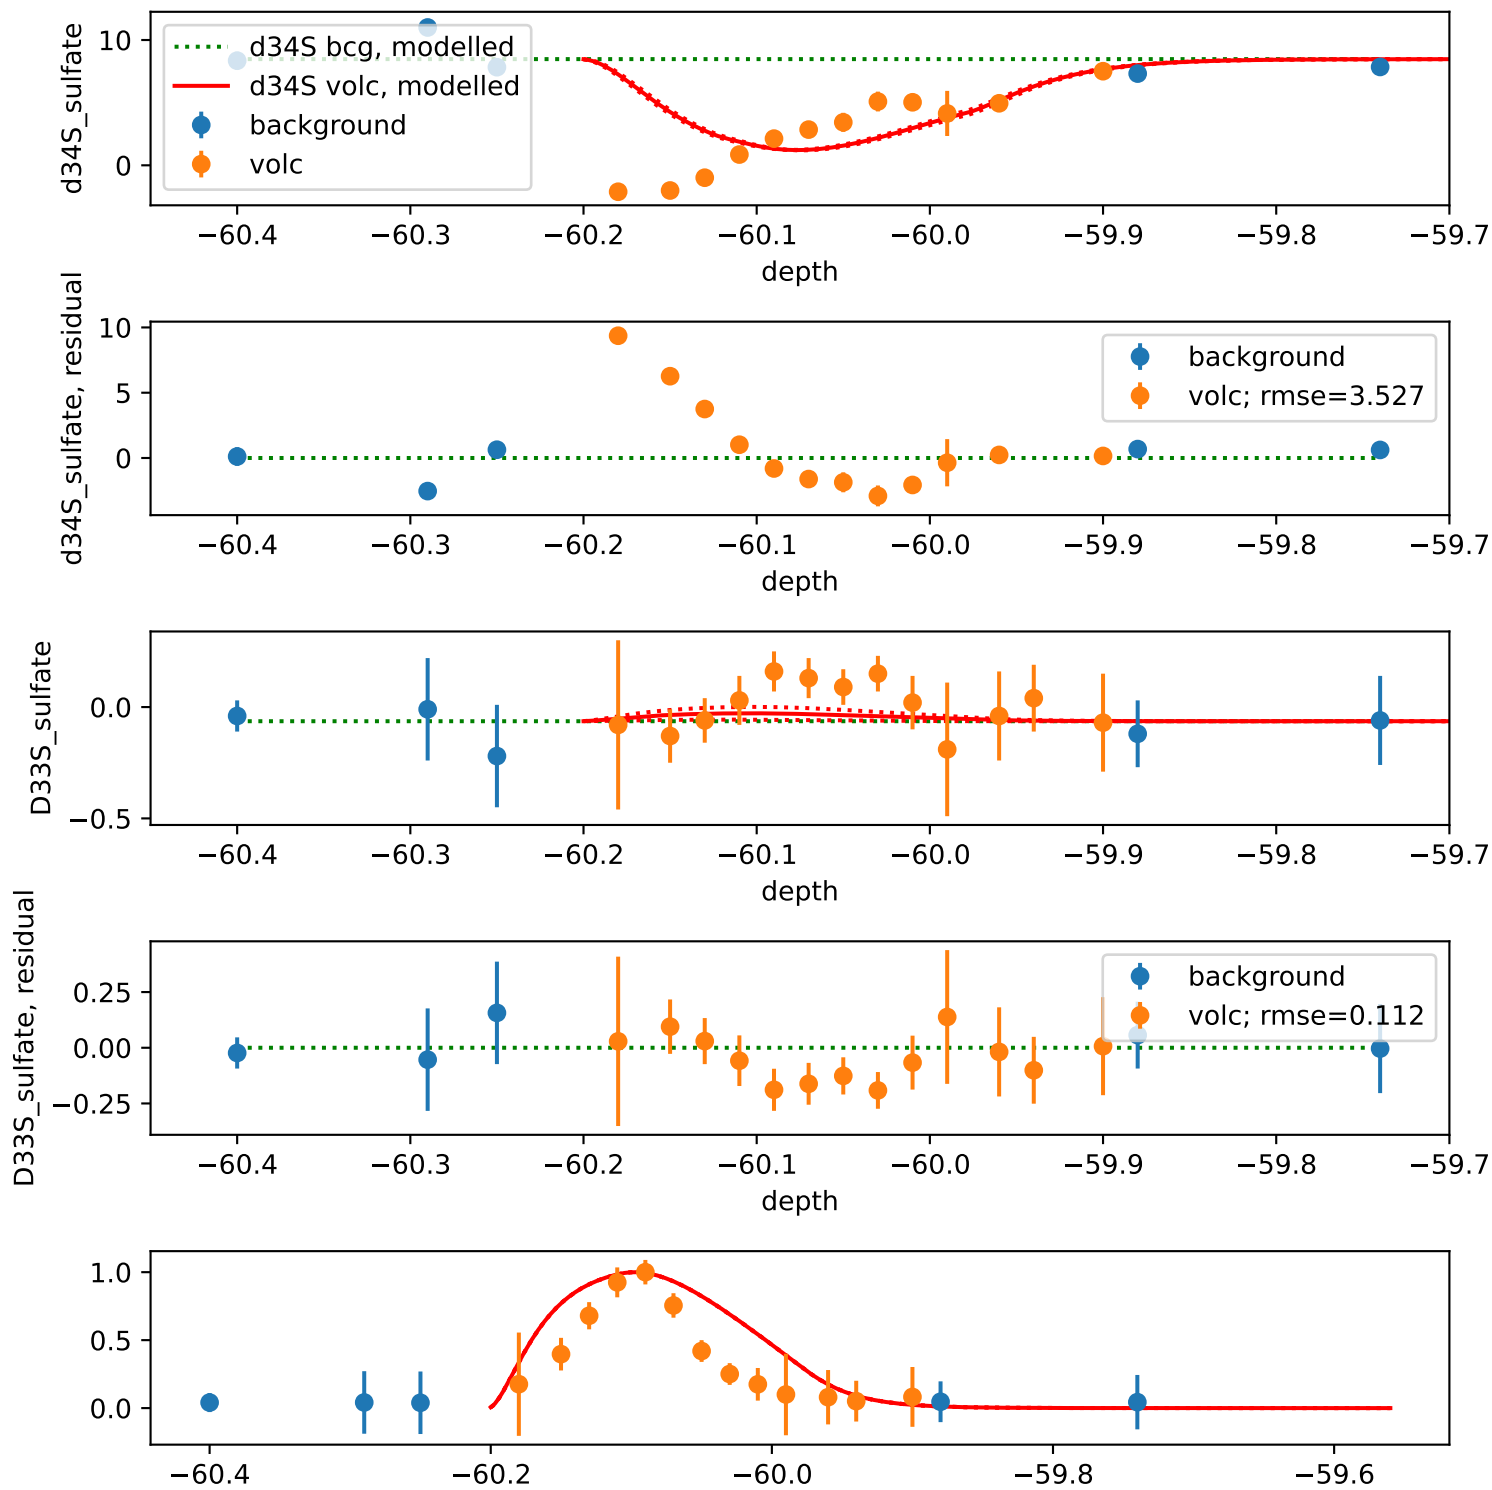 d34S_sulfate
10
0
d34S bcg, modelled
d34S volc, modelled
background
volc
−60.4 −60.3 −60.2 −60.1 −60.0 −59.9 −59.8 −59.7
depth
d34S_sulfate, residual
10
5
0
background
volc; rmse=3.527
−60.4 −60.3 −60.2 −60.1 −60.0 −59.9 −59.8 −59.7
depth
D33S_sulfate
0.0
−0.5
−60.4 −60.3 −60.2 −60.1 −60.0 −59.9 −59.8 −59.7
depth
D33S_sulfate, residual
0.25
0.00
−0.25
background
volc; rmse=0.112
−60.4 −60.3 −60.2 −60.1 −60.0 −59.9 −59.8 −59.7
depth
1.0
0.5
0.0
−60.4 −60.2 −60.0 −59.8 −59.6